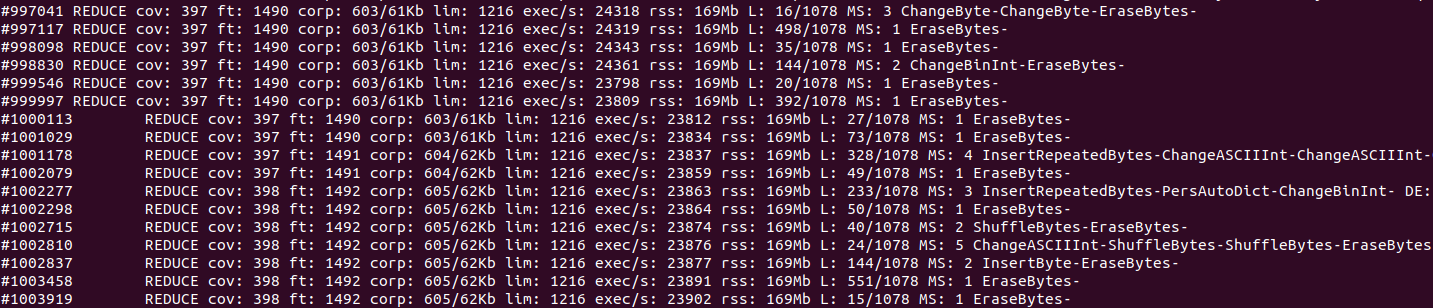 #997041 REDUCE cov: 397 ft: 1490 corp: 603/61Kb lim: 1216 exec/s: 24318 rss: 169Mb L: 16/1078 MS: 3 ChangeByte-ChangeByte-EraseBytes-
#997117 REDUCE cov: 397 ft: 1490 corp: 603/61Kb lim: 1216 exec/s: 24319 rss: 169Mb L: 498/1078 MS: 1 EraseBytes-
#998098 REDUCE cov: 397 ft: 1490 corp: 603/61Kb lim: 1216 exec/s: 24343 rss: 169Mb L: 35/1078 MS: 1 EraseBytes-
#998830 REDUCE cov: 397 ft: 1490 corp: 603/61Kb lim: 1216 exec/s: 24361 rss: 169Mb L: 144/1078 MS: 2 ChangeBinInt-EraseBytes-
#999546 REDUCE cov: 397 ft: 1490 corp: 603/61Kb lim: 1216 exec/s: 23798 rss: 169Mb L: 20/1078 MS: 1 EraseBytes-
#999997 REDUCE cov: 397 ft: 1490 corp: 603/61Kb lim: 1216 exec/s: 23809 rss: 169Mb L: 392/1078 MS: 1 EraseBytes-
#1000113 REDUCE cov: 397 ft: 1490 corp: 603/61Kb lim: 1216 exec/s: 23812 rss: 169Mb L: 27/1078 MS: 1 EraseBytes-
#1001029 REDUCE cov: 397 ft: 1490 corp: 603/61Kb lim: 1216 exec/s: 23834 rss: 169Mb L: 73/1078 MS: 1 EraseBytes-
#1001178 REDUCE cov: 397 ft: 1491 corp: 604/62Kb lim: 1216 exec/s: 23837 rss: 169Mb L: 328/1078 MS: 4 InsertRepeatedBytes-ChangeASCIIInt-ChangeASCIIInt-
#1002079 REDUCE cov: 397 ft: 1491 corp: 604/62Kb lim: 1216 exec/s: 23859 rss: 169Mb L: 49/1078 MS: 1 EraseBytes-
#1002277 REDUCE cov: 398 ft: 1492 corp: 605/62Kb lim: 1216 exec/s: 23863 rss: 169Mb L: 233/1078 MS: 3 InsertRepeatedBytes-PersAutoDict-ChangeBinInt- DE:
#1002298 REDUCE cov: 398 ft: 1492 corp: 605/62Kb lim: 1216 exec/s: 23864 rss: 169Mb L: 50/1078 MS: 1 EraseBytes-
#1002715 REDUCE cov: 398 ft: 1492 corp: 605/62Kb lim: 1216 exec/s: 23874 rss: 169Mb L: 40/1078 MS: 2 ShuffleBytes-EraseBytes-
#1002810 REDUCE cov: 398 ft: 1492 corp: 605/62Kb lim: 1216 exec/s: 23876 rss: 169Mb L: 24/1078 MS: 5 ChangeASCIIInt-ShuffleBytes-ShuffleBytes-EraseBytes
#1002837 REDUCE cov: 398 ft: 1492 corp: 605/62Kb lim: 1216 exec/s: 23877 rss: 169Mb L: 144/1078 MS: 2 InsertByte-EraseBytes-
#1003458 REDUCE cov: 398 ft: 1492 corp: 605/62Kb lim: 1216 exec/s: 23891 rss: 169Mb L: 551/1078 MS: 1 EraseBytes-
#1003919 REDUCE cov: 398 ft: 1492 corp: 605/62Kb lim: 1216 exec/s: 23902 rss: 169Mb L: 15/1078 MS: 1 EraseBytes-